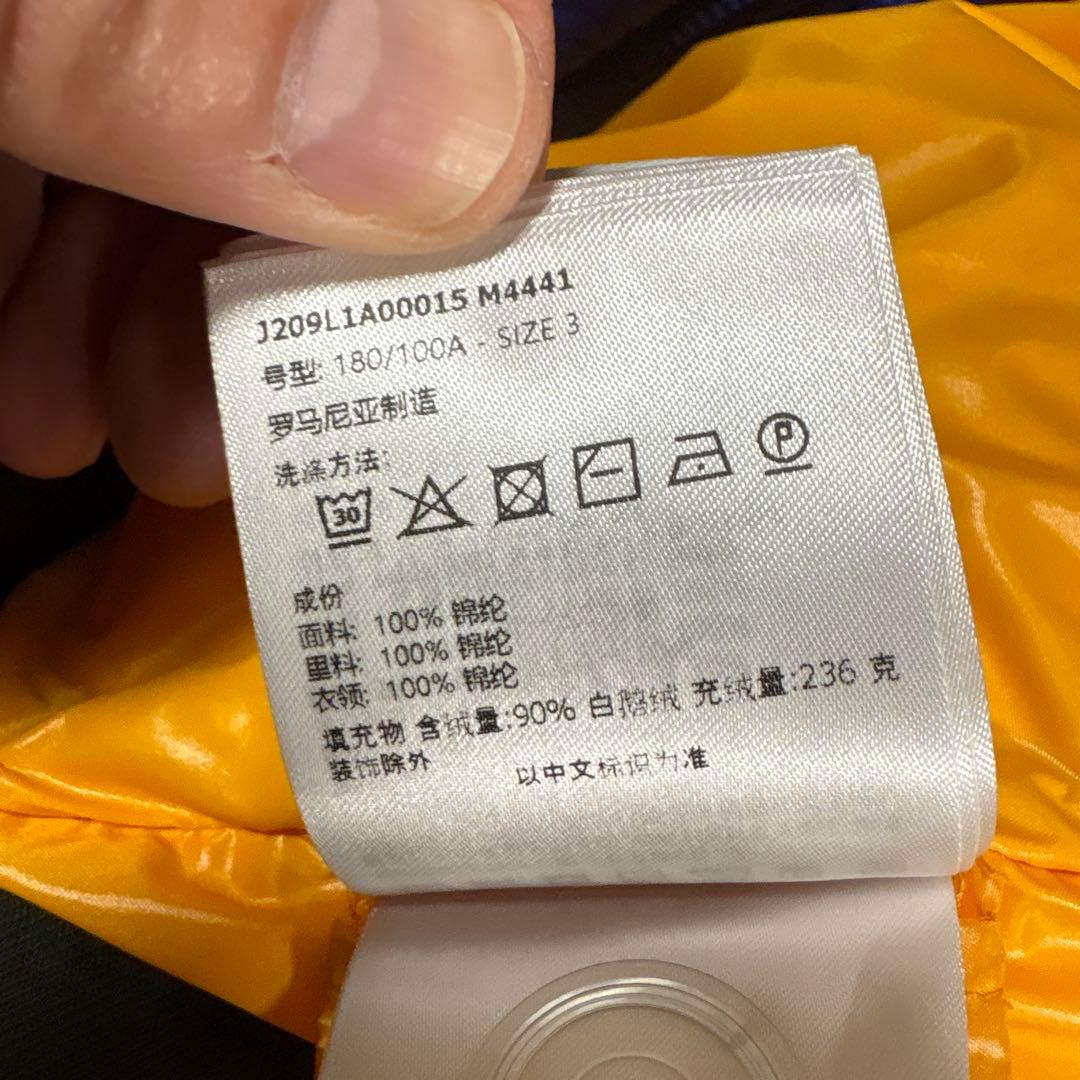 J209L1A00015 M4441
号型: 180/100A - SIZE 3
罗马尼亚制造
洗涤方法:
30 P
成份
面料: 100% 锦纶
里料: 100% 锦纶
衣领: 100% 锦纶
填充物 含绒量:90% 白鹅绒 充绒量:236 克
装饰除外 以中文标识为准